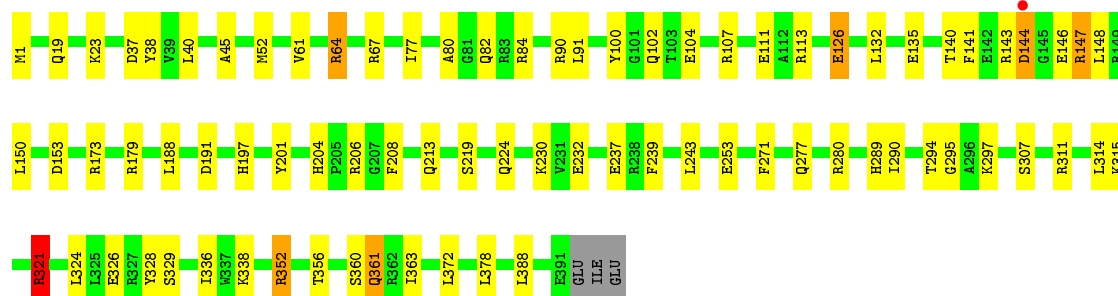 M1 Q19 K23 D37 Y38 V39 L40 A45 M52 V61 R64 R67 I77 A80 G81 Q82 R83 R84 R90 L91 Y100 G101 Q102 T103 E104 R107 E111 A112 R113 E126 L132 E135 T140 F141 E142 R143 D144 G145 E146 R147 L148
L150 D153 R173 R179 L188 D191 H197 Y201 H204 P205 R206 G207 F208 Q213 S219 Q224 K230 V231 E232 E237 R238 F239 L243 E253 F271 Q277 R280 H289 I290 T294 G295 A296 K297 S307 R311 L314 K315
R321 L324 L325 E326 R327 Y328 S329 I336 W337 K338 R352 T356 S360 Q361 R362 I363 L372 L378 L388 E391 GLU ILE GLU